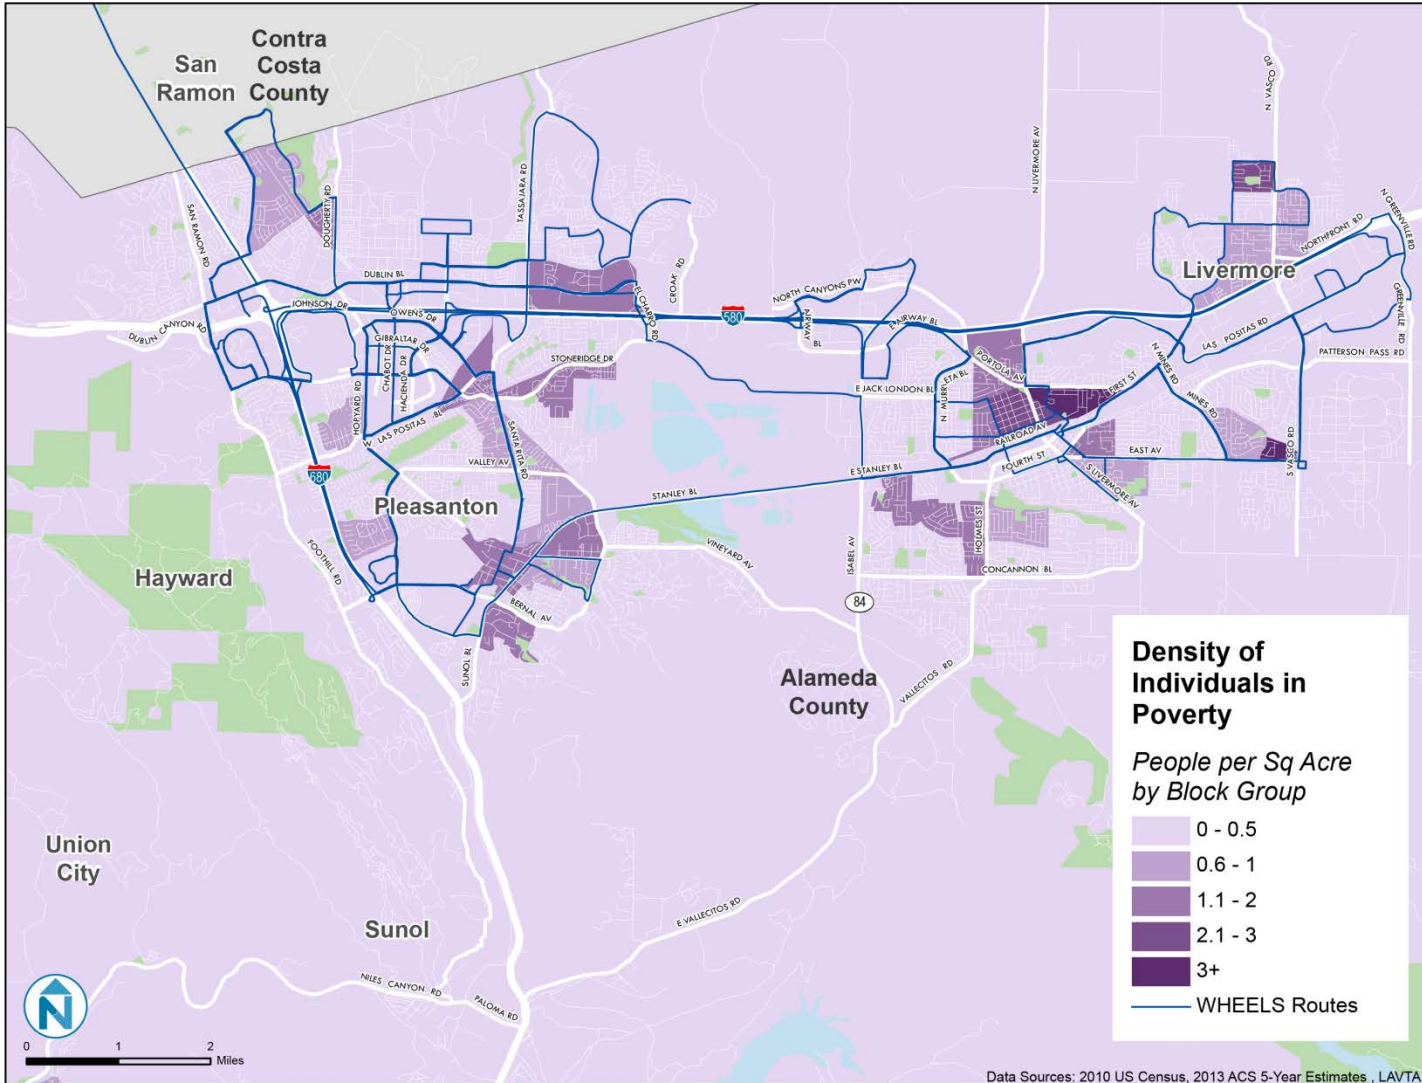 San
Ramon
Contra
Costa
County
SAN RAMON RD
DOUGHERTY RD
TASSAJARA RD
N LIVERMORE AV
N VASCO
RD
N GREENVILLE RD
NORTHFRONT RD
Livermore
CROAK RD
DUBLIN BL
NORTH CANYONS PW
JOHNSON DR
OWENS DR
EL CHARRO RD
580
AIRWAY
BL
E AIRWAY BL
GREENVILLE RD
DUBLIN CANYON RD
GIBRALTAR DR
LAS POSITAS RD
PATTERSON PASS RD
STONERIDGE DR
CHABOT DR
HACIENDA DR
HOPYARD RD
PORTOLA AV
N MINES RD
FIRST ST
E JACK LONDON BL
N MURRIETA BL
W LAS POSITAS BL
SANTA RITA RD
MINES RD
RAILROAD AV
EAST AV
VALLEY AV
680
E STANLEY BL
FOURTH ST
S LIVERMORE AV
S VASCO RD
STANLEY BL
Pleasanton
HOLMES ST
VINEYARD AV
ISABEL AV
CONCANNON BL
FOOTHILL RD
Hayward
84
BERNAL AV
SUNOL BL
Alameda
County
VALLECITOS RD
Union
City
Sunol
E VALLECITOS RD
NILES CANYON RD
PALOMA RD
Density of
Individuals in
Poverty
People per Sq Acre
by Block Group
0 - 0.5
0.6 - 1
1.1 - 2
2.1 - 3
3+
WHEELS Routes
N
0 1 2
Miles
Data Sources: 2010 US Census, 2013 ACS 5-Year Estimates , LAVTA